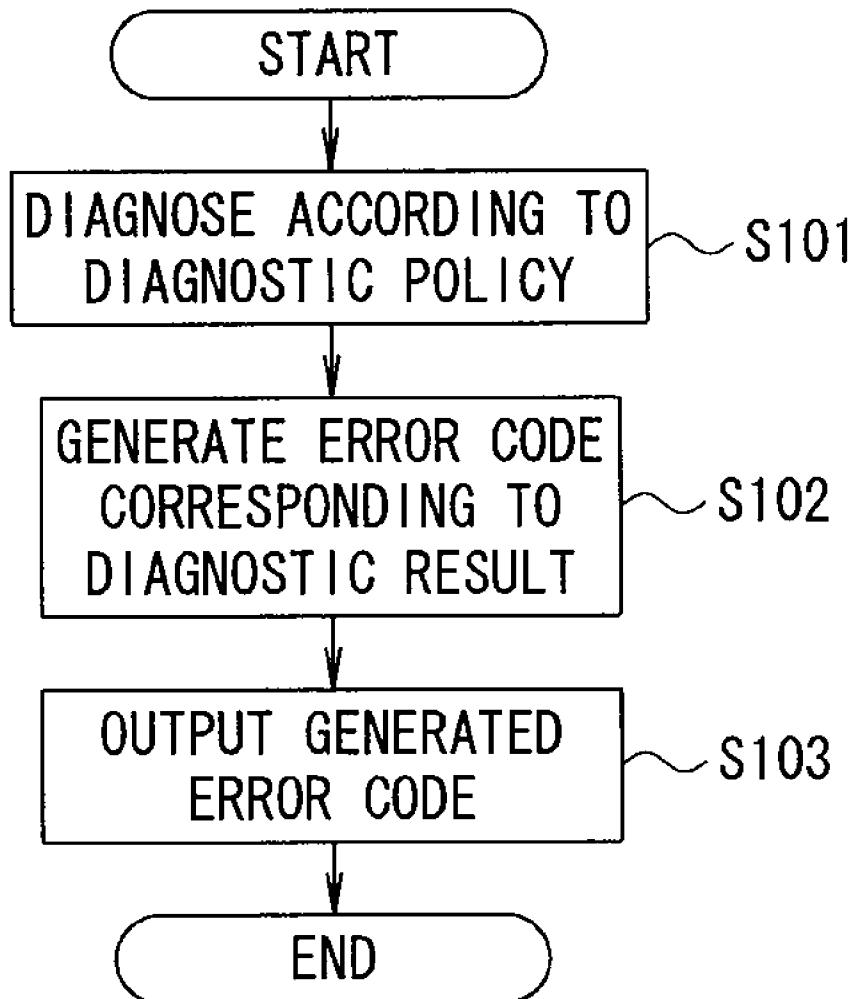 START
DIAGNOSE ACCORDING TO
DIAGNOSTIC POLICY
S101
GENERATE ERROR CODE
CORRESPONDING TO
DIAGNOSTIC RESULT
S102
OUTPUT GENERATED
ERROR CODE
S103
END